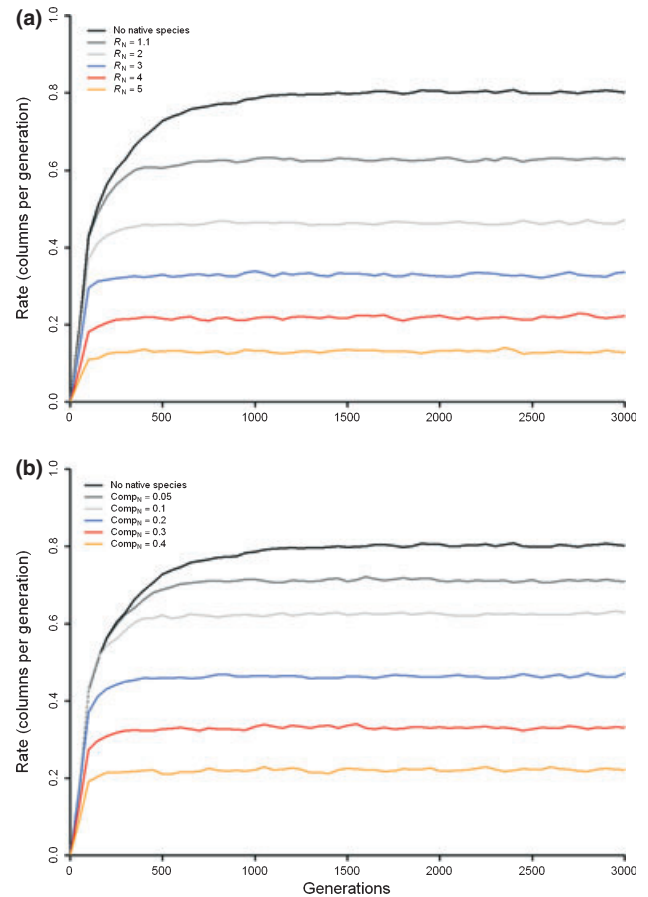 (a)
1.0
0.8
0.6
0.4
0.2
0.0
Rate (columns per generation)
No native species
RN = 1.1
RN = 2
RN = 3
RN = 4
RN = 5
0 500 1000 1500 2000 2500 3000
(b)
1.0
0.8
0.6
0.4
0.2
0.0
Rate (columns per generation)
No native species
CompN = 0.05
CompN = 0.1
CompN = 0.2
CompN = 0.3
CompN = 0.4
0 500 1000 1500 2000 2500 3000
Generations